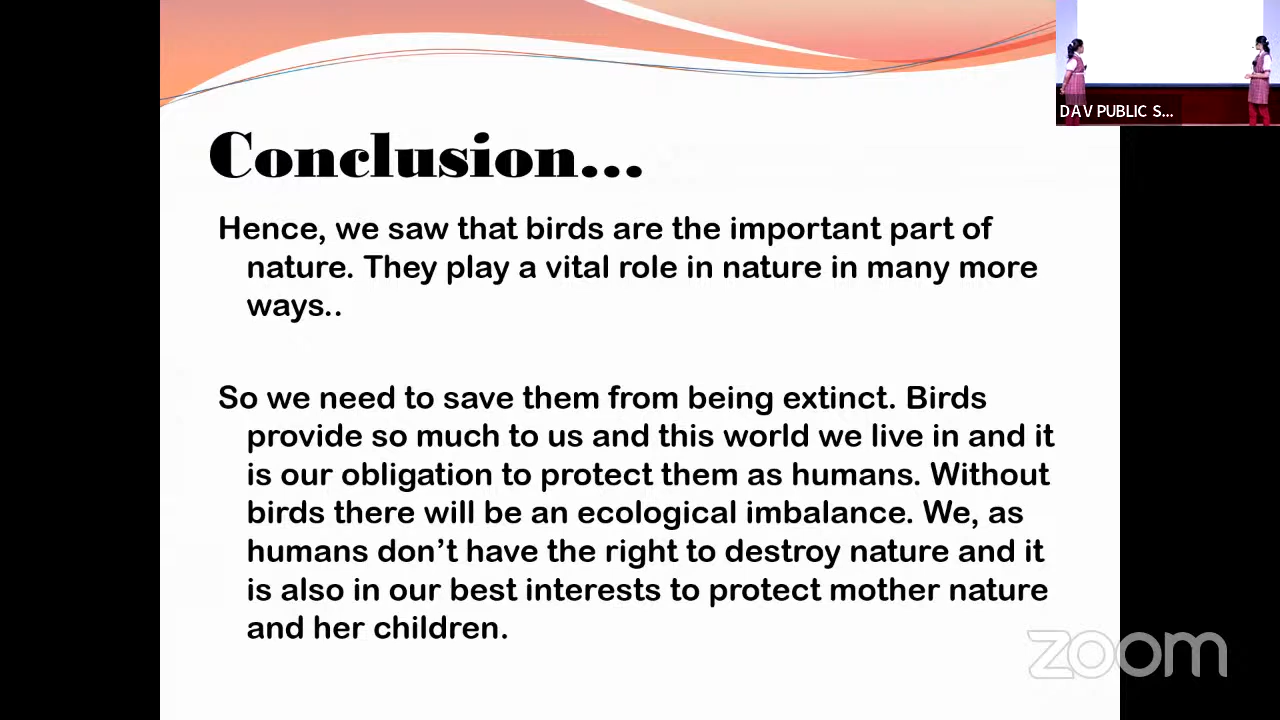 DAV PUBLIC S...
Conclusion...
Hence, we saw that birds are the important part of
nature. They play a vital role in nature in many more
ways..
So we need to save them from being extinct. Birds
provide so much to us and this world we live in and it
is our obligation to protect them as humans. Without
birds there will be an ecological imbalance. We, as
humans don’t have the right to destroy nature and it
is also in our best interests to protect mother nature
and her children.
zoom